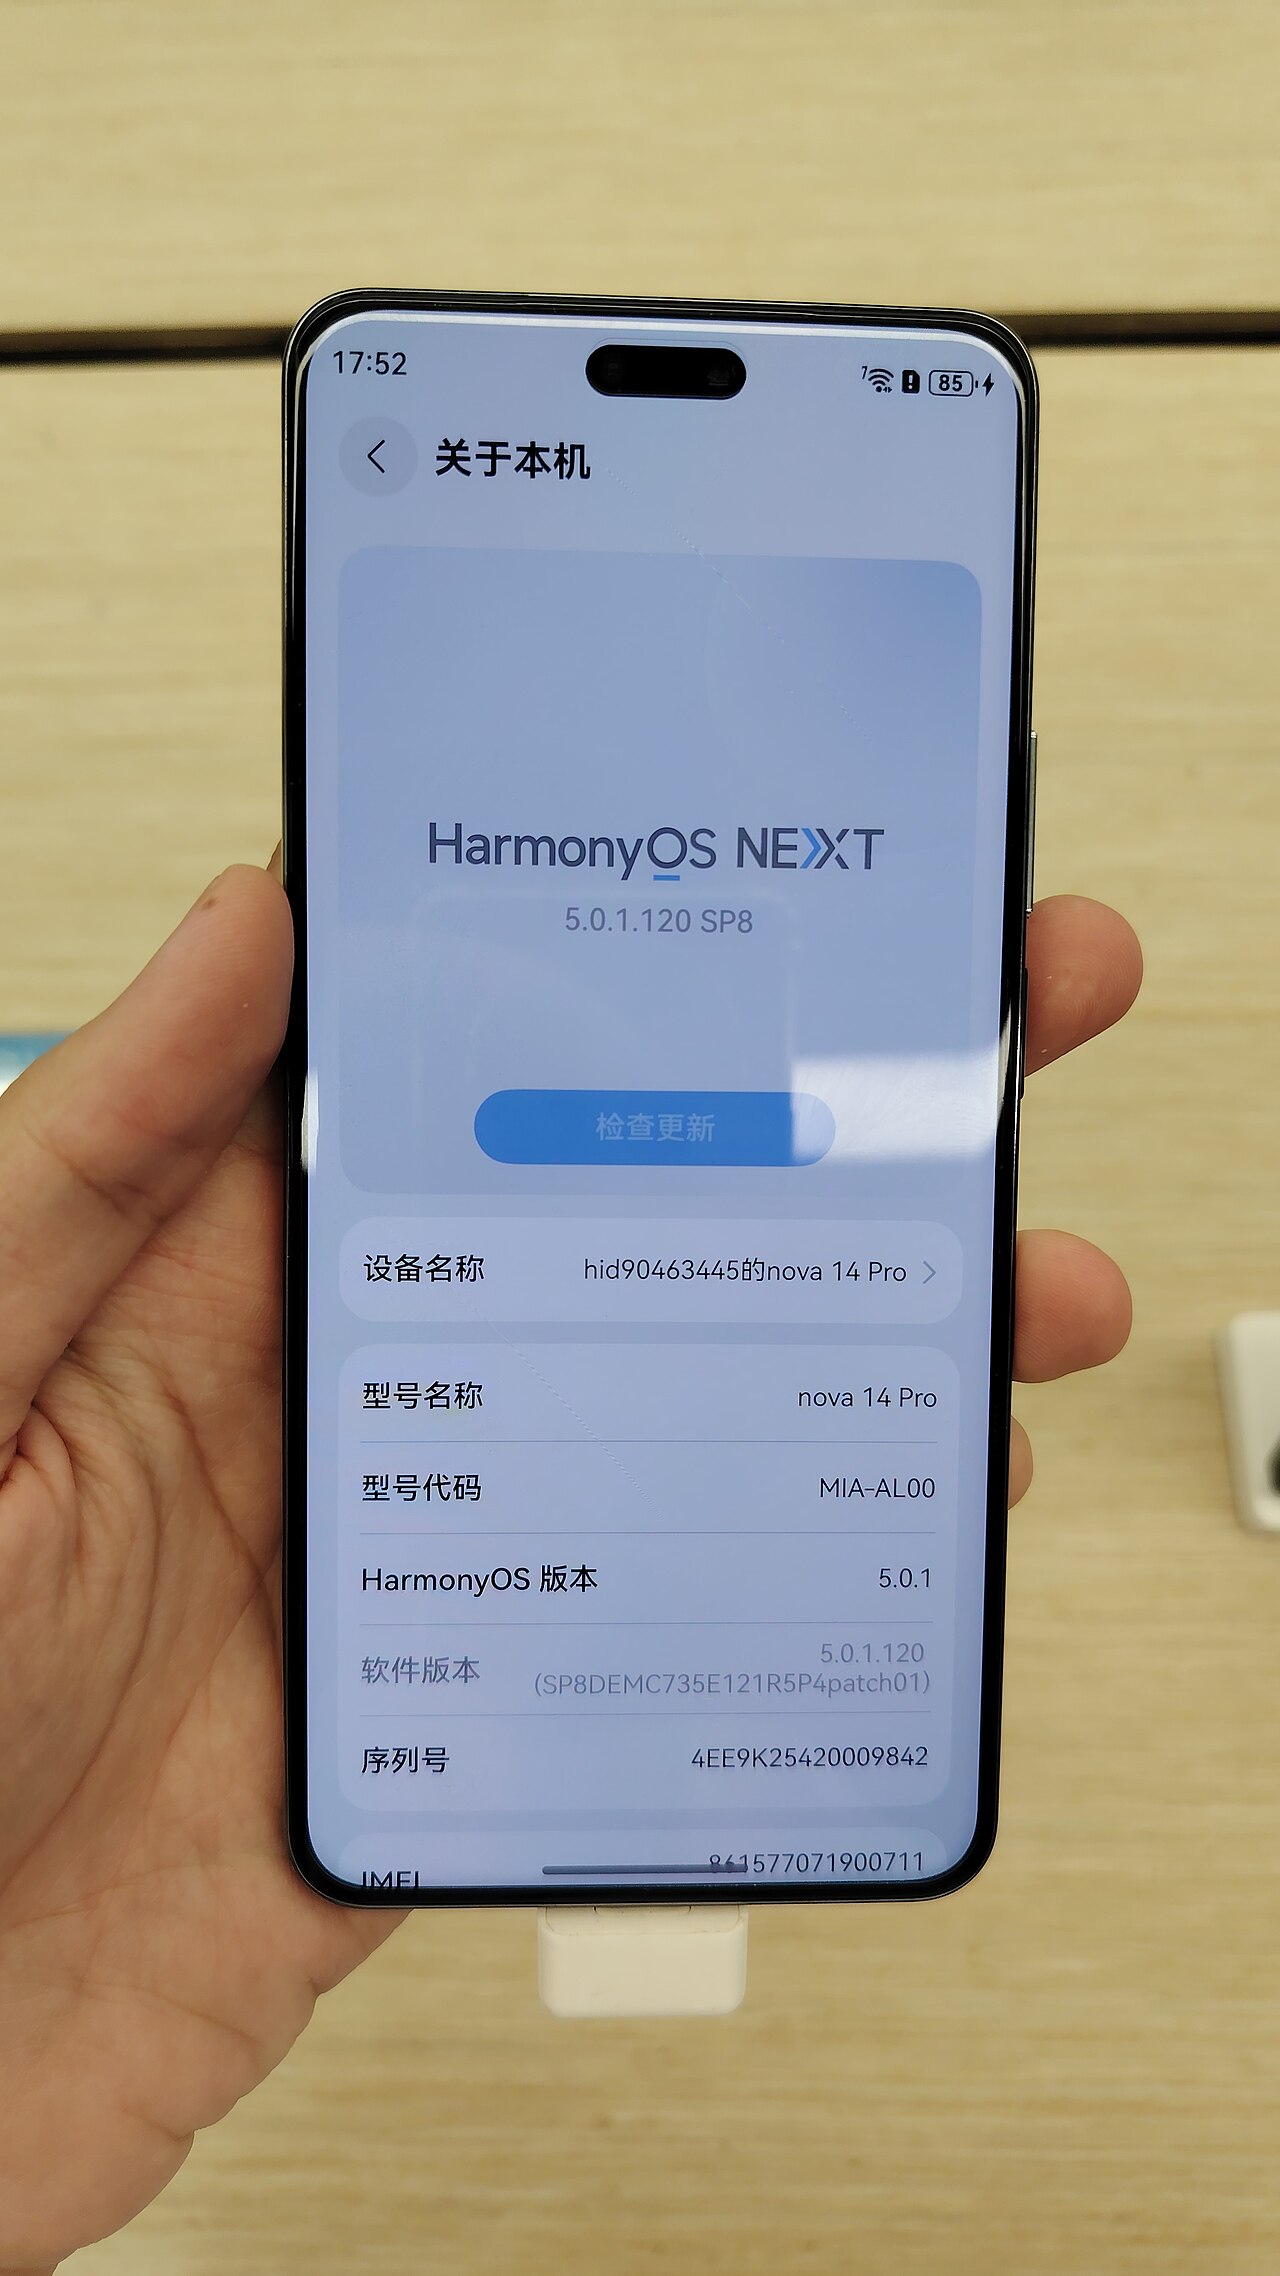 17:52
7
85
关于本机
HarmonyOS NEXT
5.0.1.120 SP8
检查更新
设备名称 hid90463445的nova 14 Pro
型号名称 nova 14 Pro
型号代码 MIA-AL00
HarmonyOS 版本 5.0.1
软件版本 5.0.1.120
(SP8DEMC735E121R5P4patch01)
序列号 4EE9K25420009842
IMEI 861577071900711